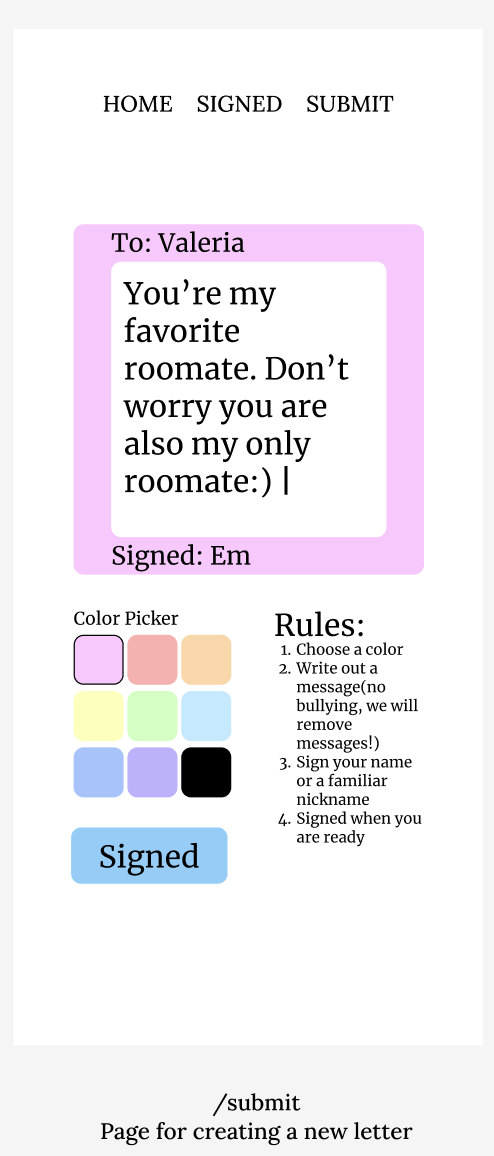 HOME SIGNED SUBMIT
To: Valeria
You’re my
favorite
roomate. Don’t
worry you are
also my only
roomate:) |
Signed: Em
Color Picker
Rules:
1. Choose a color
2. Write out a
message(no
bullying, we will
remove
messages!)
3. Sign your name
or a familiar
nickname
4. Signed when you
are ready
Signed
/submit
Page for creating a new letter